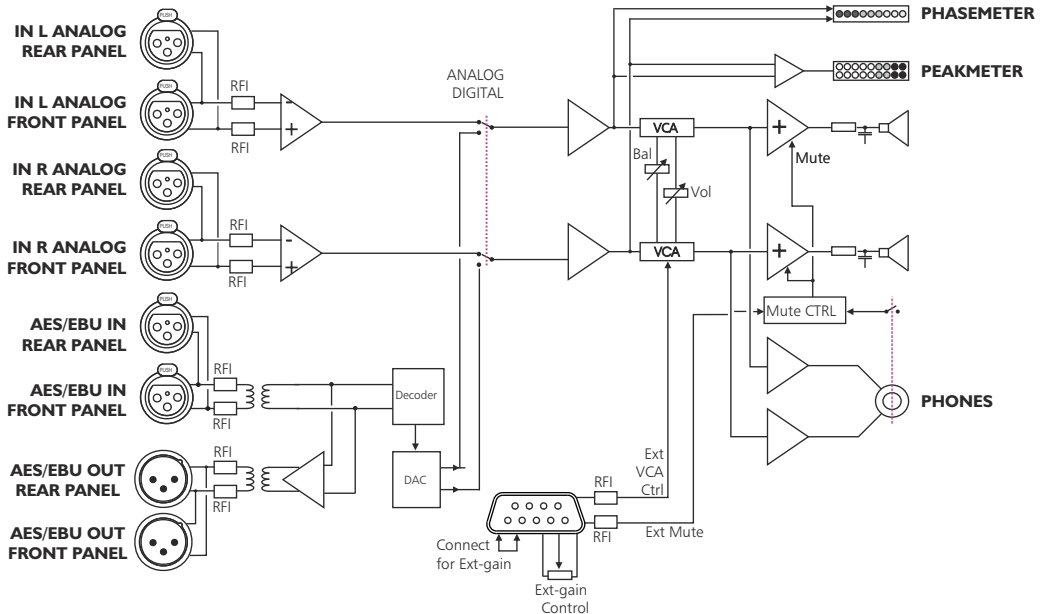 IN L ANALOG
REAR PANEL
IN L ANALOG
FRONT PANEL
IN R ANALOG
REAR PANEL
IN R ANALOG
FRONT PANEL
AES/EBU IN
REAR PANEL
AES/EBU IN
FRONT PANEL
AES/EBU OUT
REAR PANEL
AES/EBU OUT
FRONT PANEL
PUSH
PUSH
PUSH
PUSH
PUSH
PUSH
RFI
RFI
RFI
RFI
RFI
RFI
RFI
RFI
-
+
-
+
ANALOG
DIGITAL
Decoder
DAC
VCA
Bal
Vol
VCA
+
Mute
+
Mute CTRL
PHASEMETER
PEAKMETER
PHONES
Ext
VCA
Ctrl
RFI
RFI
Ext Mute
Connect
for Ext-gain
Ext-gain
Control